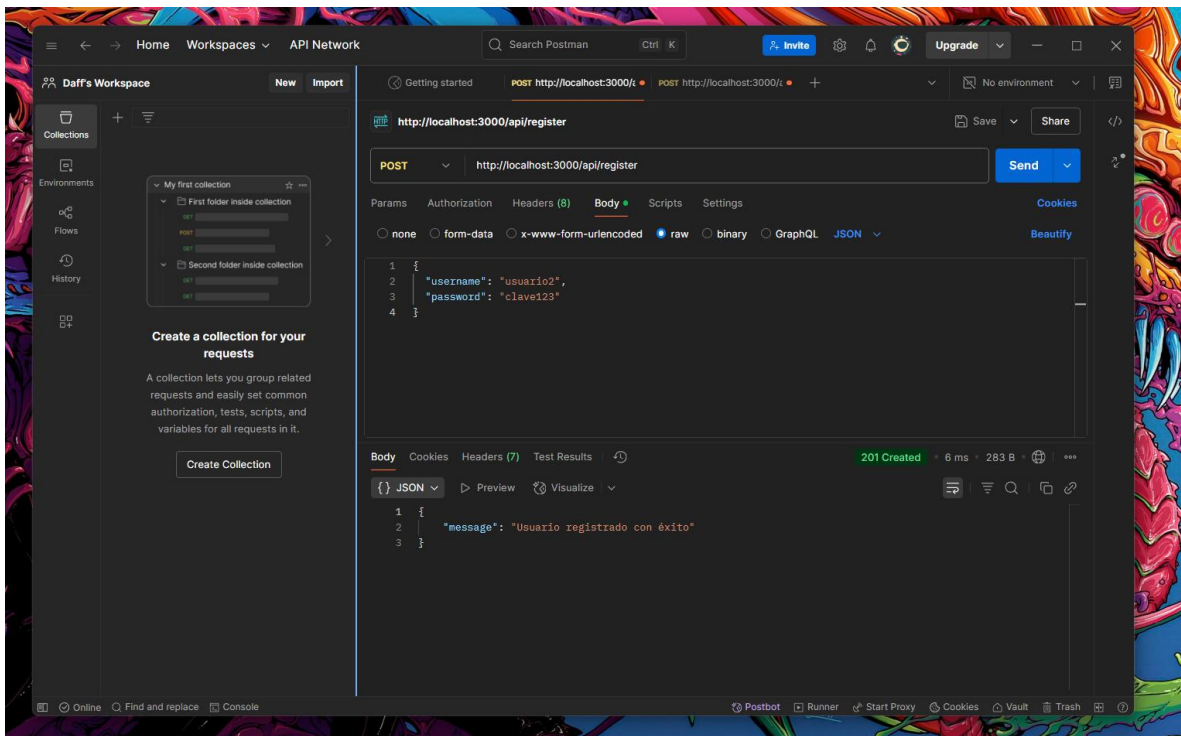 Home Workspaces API Network Search Postman Ctrl K Invite Upgrade
Daff's Workspace New Import
Getting started POST http://localhost:3000/a POST http://localhost:3000/a No environment
Collections
Environments
Flows
History
My first collection
First folder inside collection
GET
POST
GET
Second folder inside collection
GET
GET
Create a collection for your
requests
A collection lets you group related
requests and easily set common
authorization, tests, scripts, and
variables for all requests in it.
Create Collection
HTTP http://localhost:3000/api/register Save Share
POST http://localhost:3000/api/register Send
Params Authorization Headers (8) Body Scripts Settings Cookies
none form-data x-www-form-urlencoded raw binary GraphQL JSON Beautify
1 {
2 "username": "usuario2",
3 "password": "clave123"
4 }
Body Cookies Headers (7) Test Results 201 Created 6 ms 283 B
{} JSON Preview Visualize
1 {
2 "message": "Usuario registrado con éxito"
3 }
Online Find and replace Console Postbot Runner Start Proxy Cookies Vault Trash